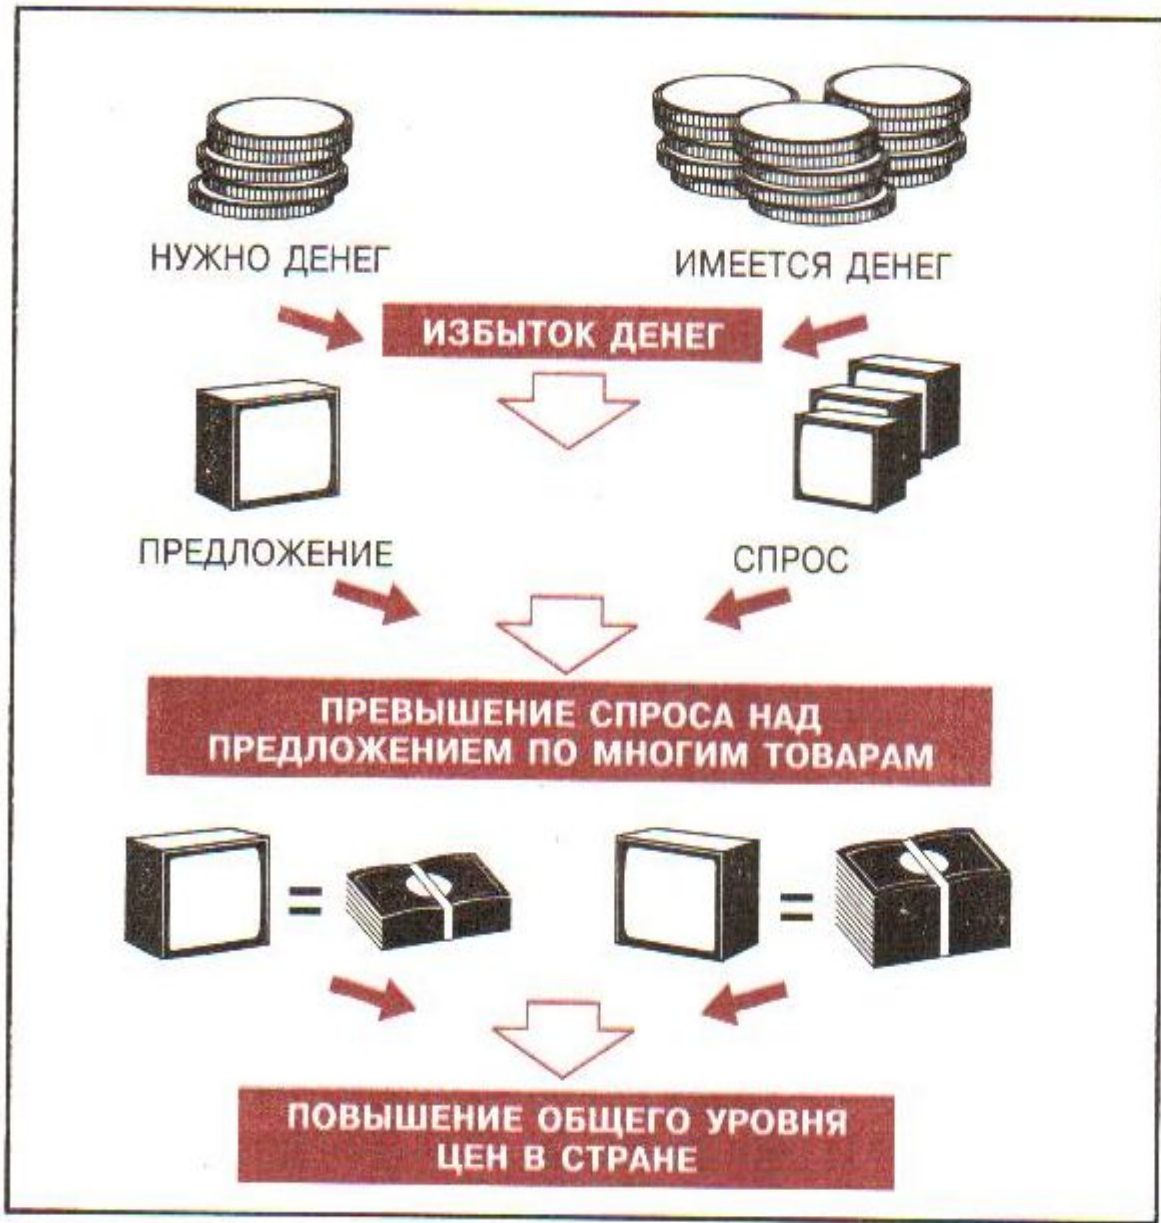 НУЖНО ДЕНЕГ
ИМЕЕТСЯ ДЕНЕГ
ИЗБЫТОК ДЕНЕГ
ПРЕДЛОЖЕНИЕ
СПРОС
ПРЕВЫШЕНИЕ СПРОСА НАД
ПРЕДЛОЖЕНИЕМ ПО МНОГИМ ТОВАРАМ
=
=
ПОВЫШЕНИЕ ОБЩЕГО УРОВНЯ
ЦЕН В СТРАНЕ